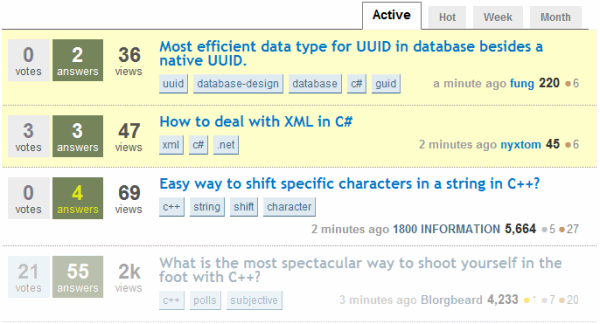 Active Hot Week Month
0 2 36
votes answers views
Most efficient data type for UUID in database besides a
native UUID.
uuid database-design database c# guid
a minute ago fung 220 6
3 3 47
votes answers views
How to deal with XML in C#
xml c# .net
2 minutes ago nyxtom 45 6
0 4 69
votes answers views
Easy way to shift specific characters in a string in C++?
c++ string shift character
2 minutes ago 1800 INFORMATION 5,664 5 27
21 55 2k
votes answers views
What is the most spectacular way to shoot yourself in the
foot with C++?
c++ polls subjective
3 minutes ago Blorgbeard 4,233 7 20